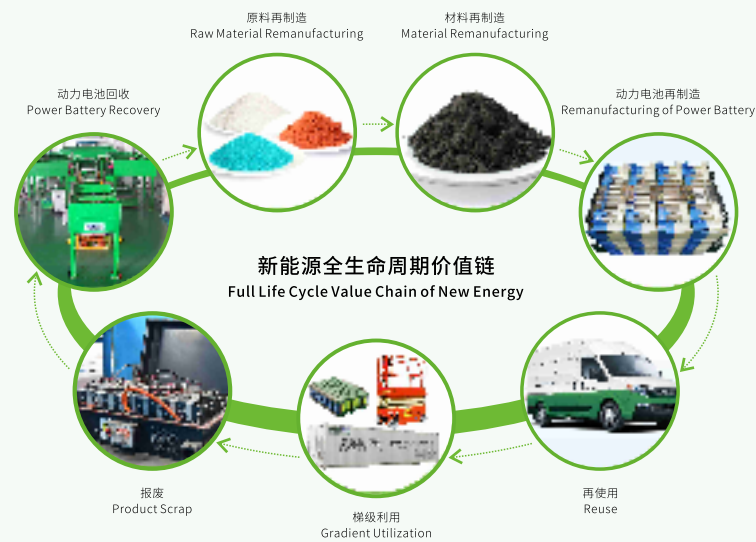 原料再制造
Raw Material Remanufacturing
材料再制造
Material Remanufacturing
动力电池回收
Power Battery Recovery
动力电池再制造
Remanufacturing of Power Battery
新能源全生命周期价值链
Full Life Cycle Value Chain of New Energy
报废
Product Scrap
梯级利用
Gradient Utilization
再使用
Reuse